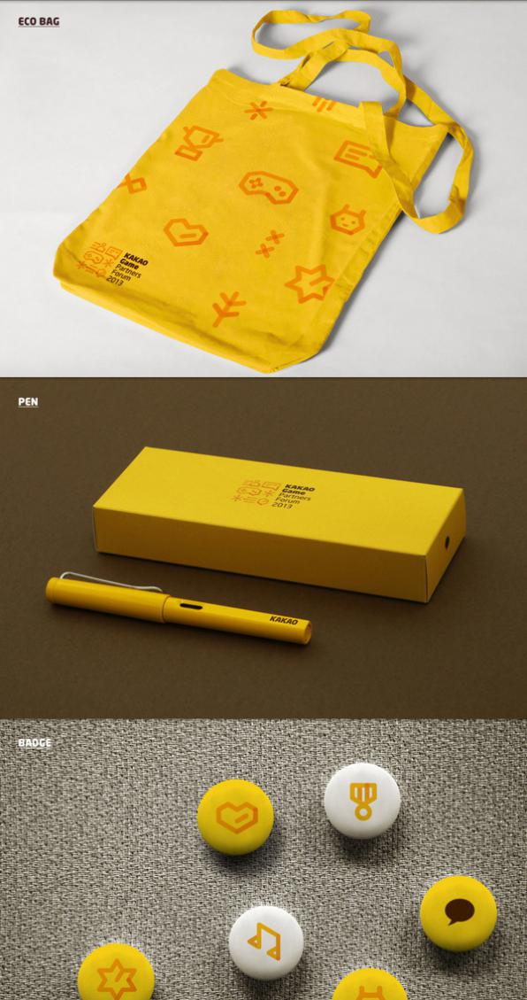 ECO BAG
KAKAO
Game
Partners
Forum
2013
PEN
KAKAO
Game
Partners
Forum
2013
KAKAO
BADGE